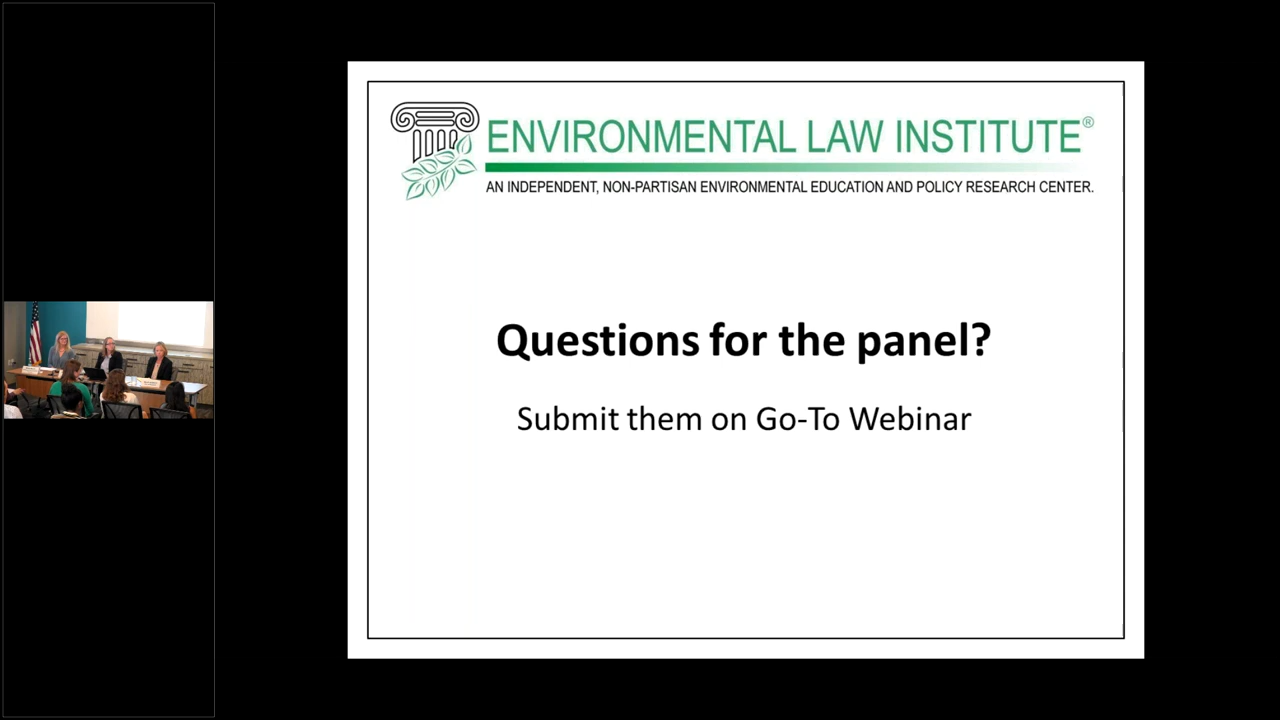 ENVIRONMENTAL LAW INSTITUTE®
AN INDEPENDENT, NON-PARTISAN ENVIRONMENTAL EDUCATION AND POLICY RESEARCH CENTER.
Questions for the panel?
Submit them on Go-To Webinar